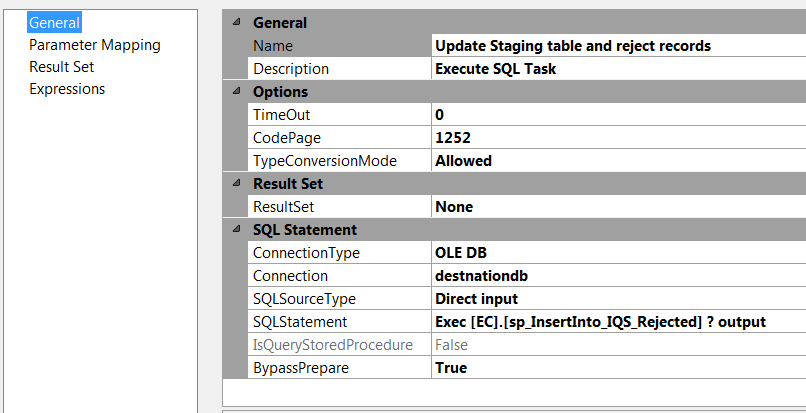 General
Parameter Mapping
Result Set
Expressions
General
Name Update Staging table and reject records
Description Execute SQL Task
Options
TimeOut 0
CodePage 1252
TypeConversionMode Allowed
Result Set
ResultSet None
SQL Statement
ConnectionType OLE DB
Connection destnationdb
SQLSourceType Direct input
SQLStatement Exec [EC].[sp_InsertInto_IQS_Rejected] ? output
IsQueryStoredProcedure False
BypassPrepare True